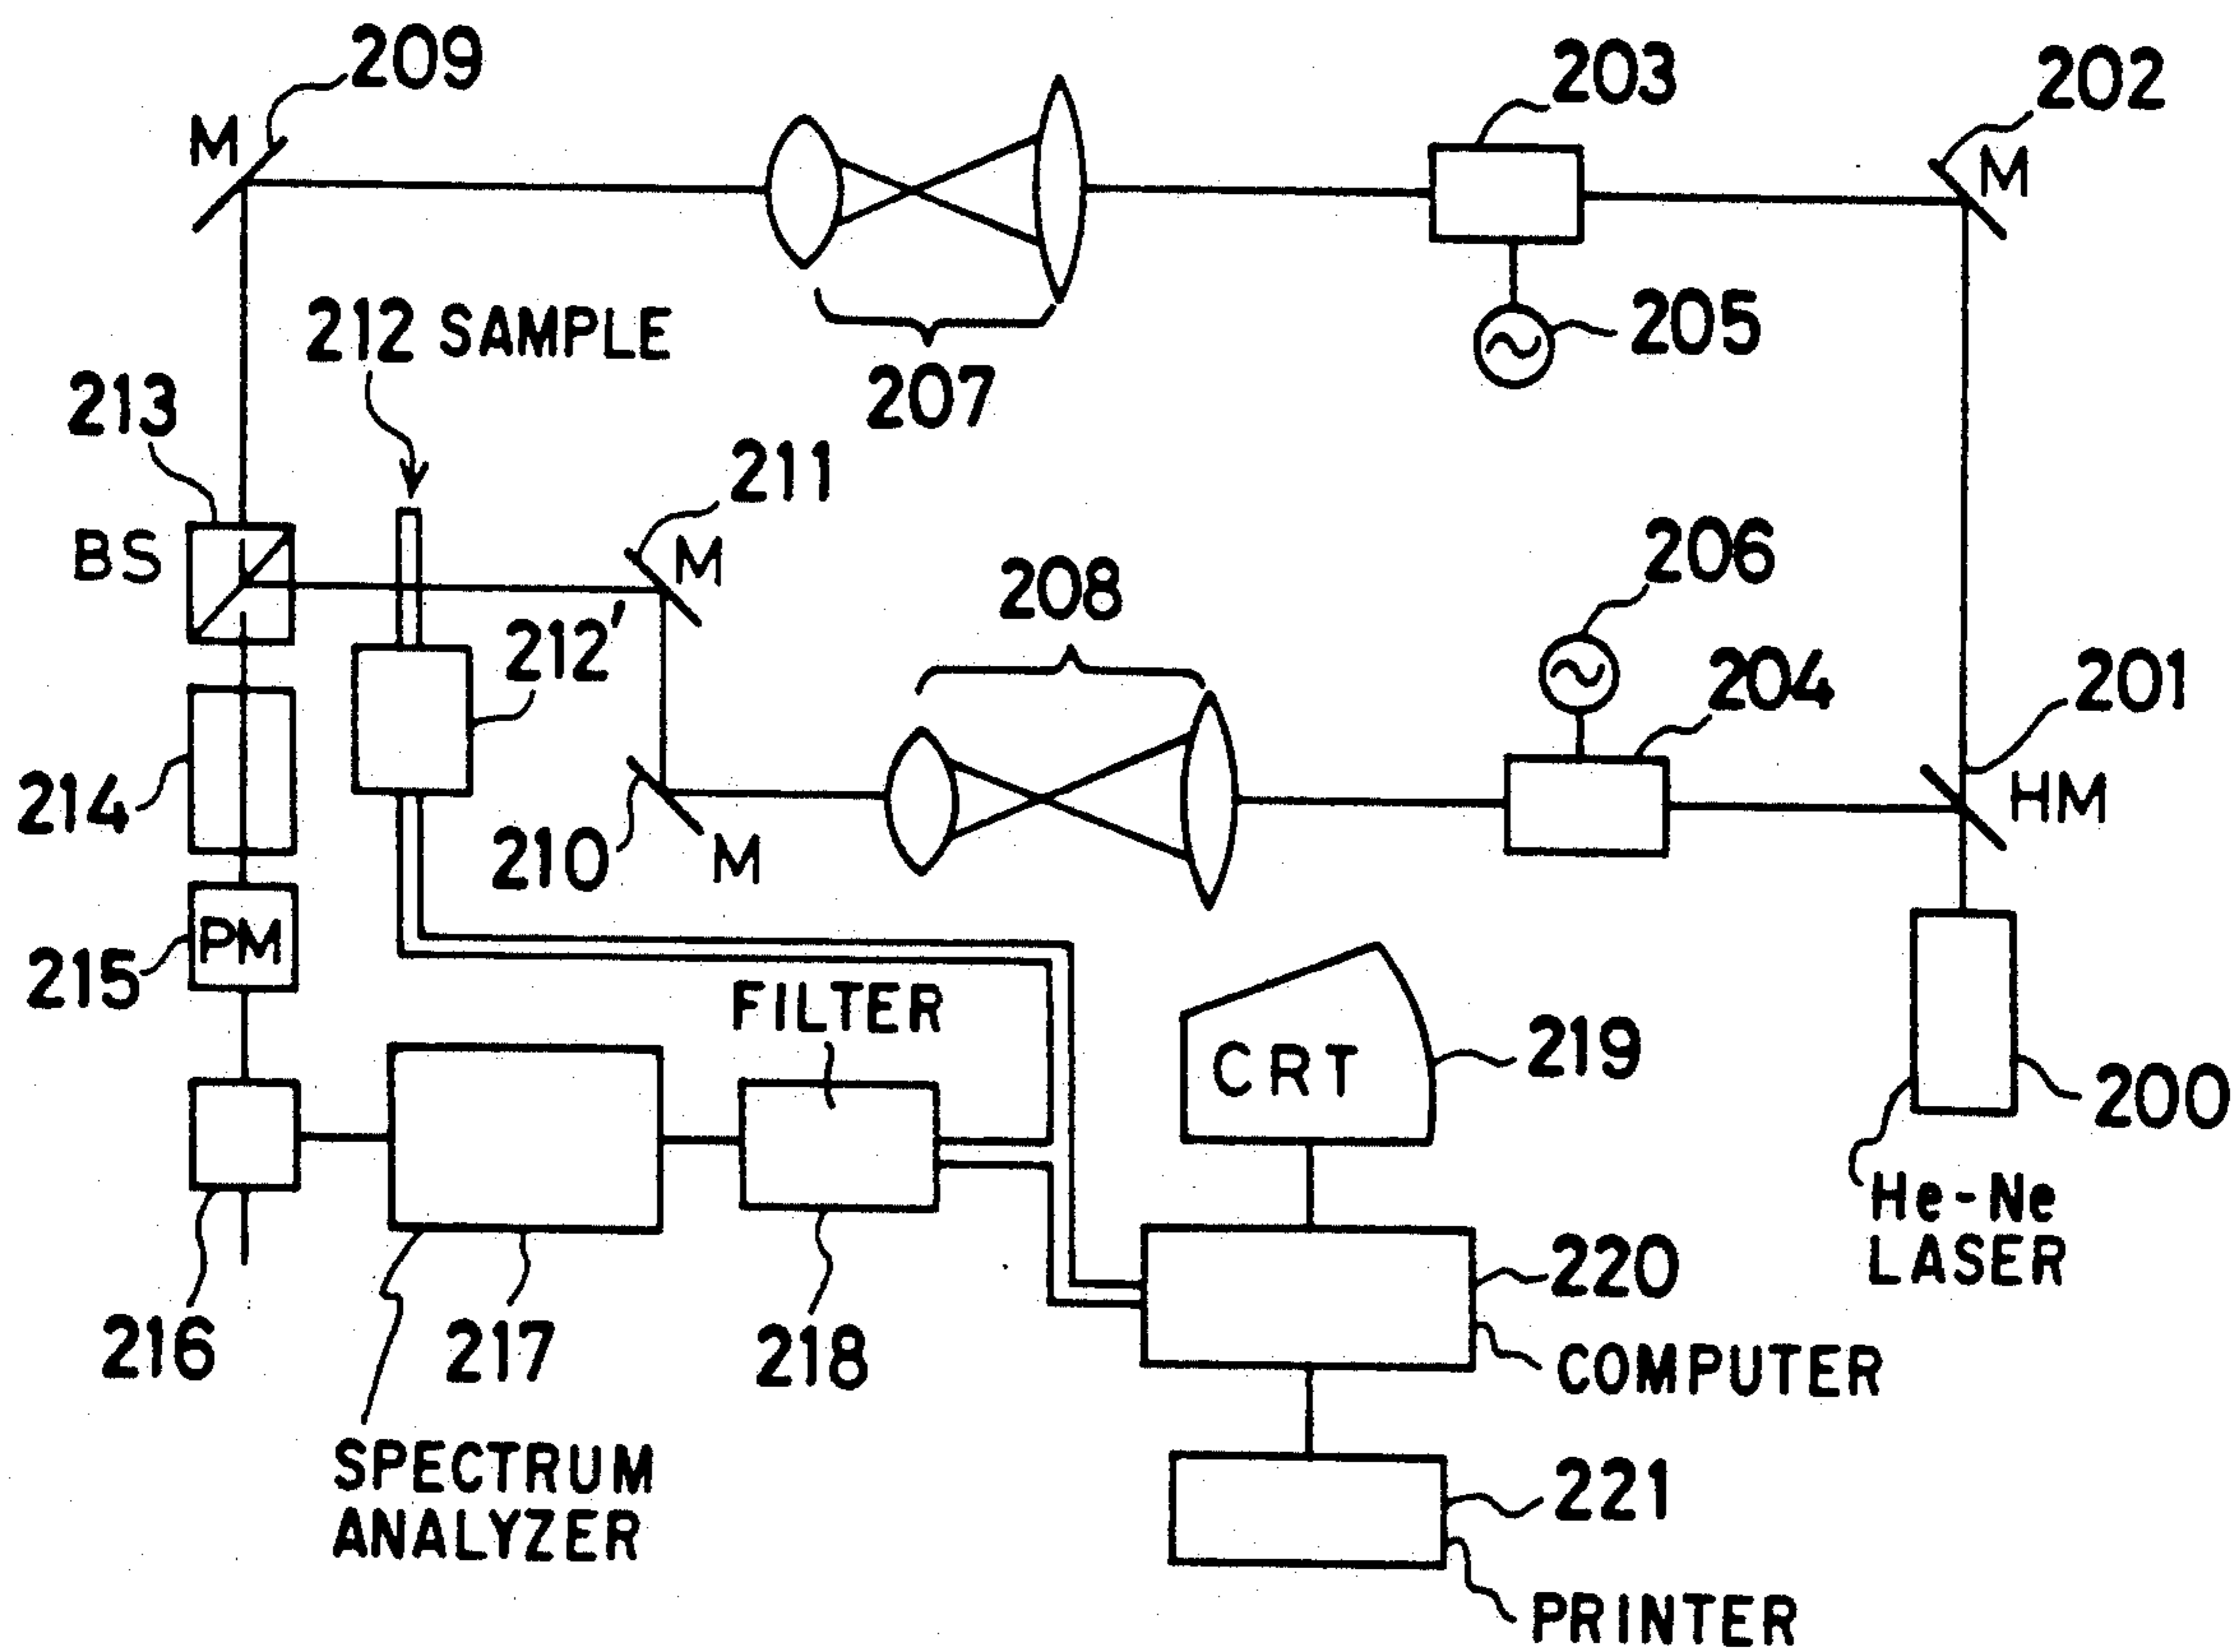 209
M
203
202
M
212 SAMPLE
205
207
213
211
M
BS
206
208
212'
204
201
HM
214
210
M
215
PM
FILTER
CRT
219
200
He-Ne
LASER
216
217
218
220
COMPUTER
SPECTRUM
ANALYZER
221
PRINTER